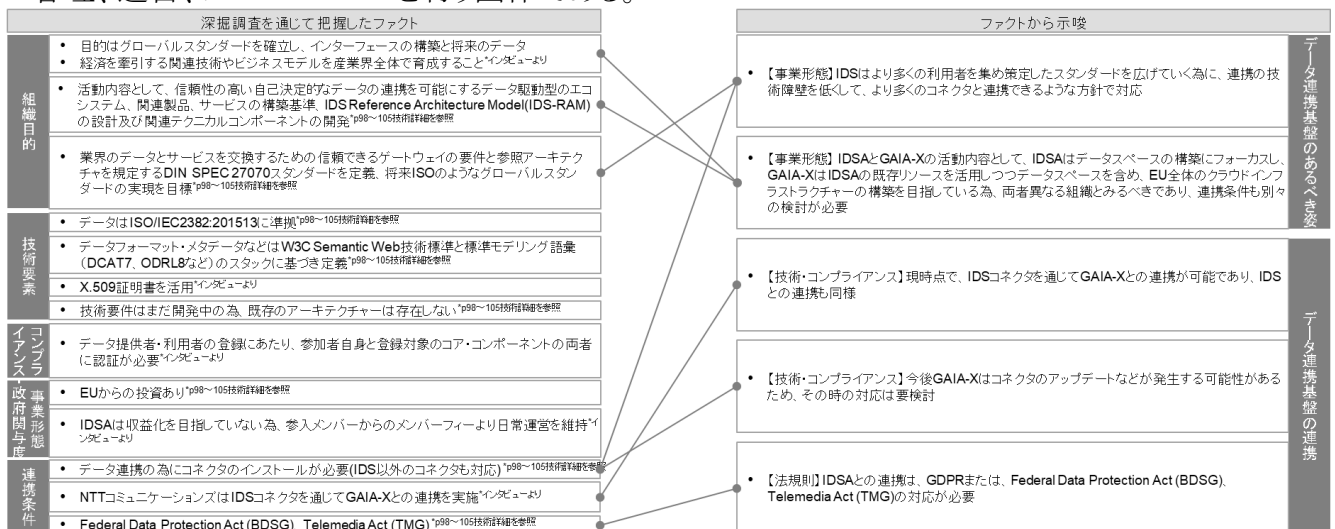 深掘調査を通じて把握したファクト
組織目的
• 目的はグローバルスタンダードを確立し、インターフェースの構築と将来のデータ
• 経済を牽引する関連技術やビジネスモデルを産業界全体で育成すること*インタビューより
• 活動内容として、信頼性の高い自己決定的なデータの連携を可能にするデータ駆動型のエコ
システム、関連製品、サービスの構築基準、IDS Reference Architecture Model(IDS-RAM)
の設計及び関連テクニカルコンポーネントの開発*p98～105技術詳細を参照
• 業界のデータとサービスを交換するための信頼できるゲートウェイの要件と参照アーキテク
チャを規定するDIN SPEC 27070スタンダードを定義、将来ISOのようなグローバルスタン
ダードの実現を目標*p98～105技術詳細を参照
技術要素
• データはISO/IEC2382:201513に準拠*p98～105技術詳細を参照
• データフォーマット・メタデータなどはW3C Semantic Web技術標準と標準モデリング語彙
（DCAT7、ODRL8など）のスタックに基づき定義*p98～105技術詳細を参照
• X.509証明書を活用*インタビューより
• 技術要件はまだ開発中の為、既存のアーキテクチャーは存在しない*p98～105技術詳細を参照
コンプライアンス・政府関与度
事業形態
• データ提供者・利用者の登録にあたり、参加者自身と登録対象のコア・コンポーネントの両者
に認証が必要*インタビューより
• EUからの投資あり*p98～105技術詳細を参照
• IDSAは収益化を目指していない為、参入メンバーからのメンバーフィーより日常運営を維持*イ
ンタビューより
連携条件
• データ連携の為にコネクタのインストールが必要(IDS以外のコネクタも対応)*p98～105技術詳細を参照
• NTTコミュニケーションズはIDSコネクタを通じてGAIA-Xとの連携を実施*インタビューより
• Federal Data Protection Act (BDSG)、Telemedia Act (TMG)*p98～105技術詳細を参照
ファクトから示唆
データ連携基盤のあるべき姿
• 【事業形態】IDSはより多くの利用者を集め策定したスタンダードを広げていく為に、連携の技
術障壁を低くして、より多くのコネクタと連携できるような方針で対応
• 【事業形態】IDSAとGAIA-Xの活動内容として、IDSAはデータスペースの構築にフォーカスし、
GAIA-XはIDSAの既存リソースを活用しつつデータスペースを含め、EU全体のクラウドインフ
ラストラクチャーの構築を目指している為、両者異なる組織とみるべきであり、連携条件も別々
の検討が必要
データ連携基盤の連携
• 【技術・コンプライアンス】現時点で、IDSコネクタを通じてGAIA-Xとの連携が可能であり、IDS
との連携も同様
• 【技術・コンプライアンス】今後GAIA-Xはコネクタのアップデートなどが発生する可能性がある
ため、その時の対応は要検討
• 【法規則】IDSAとの連携は、GDPRまたは、Federal Data Protection Act (BDSG)、
Telemedia Act (TMG)の対応が必要